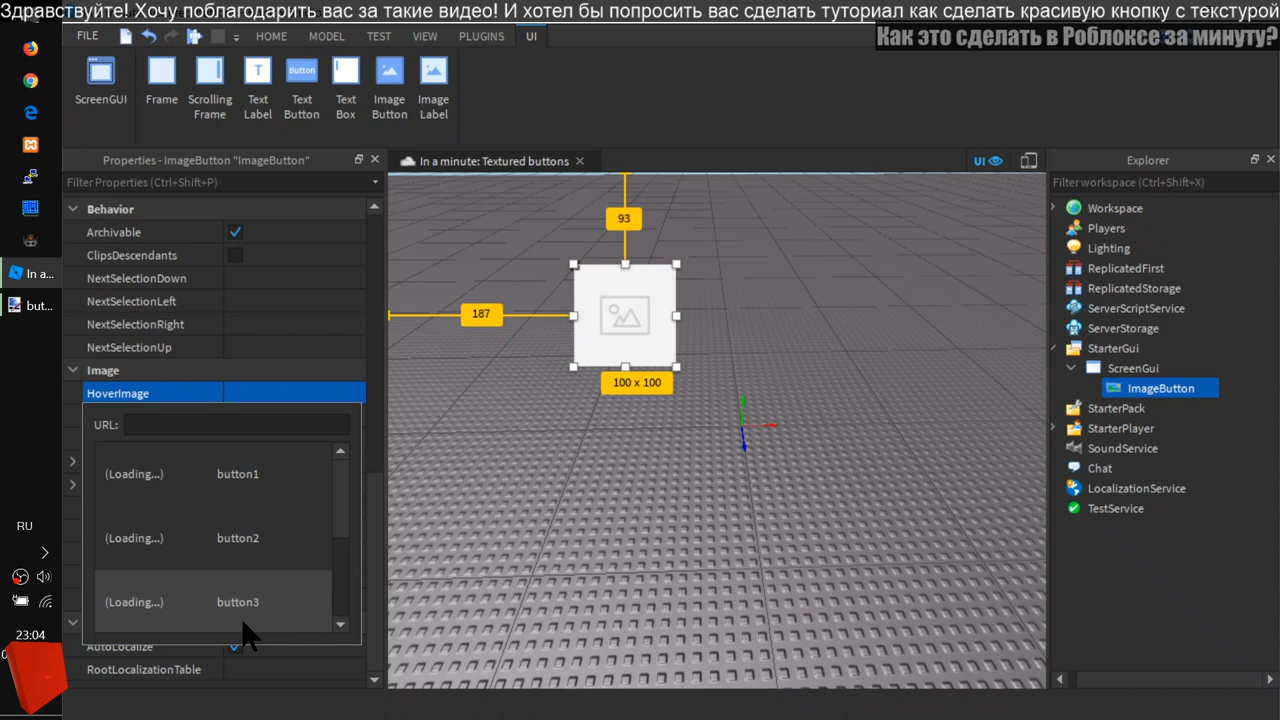 Здравствуйте! Хочу поблагодарить вас за такие видео! И хотел бы попросить вас сделать туториал как сделать красивую кнопку с текстурой
Как это сделать в Роблоксе за минуту?
FILE
HOME
MODEL
TEST
VIEW
PLUGINS
UI
ScreenGUI
Frame
Scrolling Frame
Text Label
Button
Text Button
Text Box
Image Button
Image Label
Properties - ImageButton "ImageButton"
Filter Properties (Ctrl+Shift+P)
Behavior
Archivable
ClipsDescendants
NextSelectionDown
NextSelectionLeft
NextSelectionRight
NextSelectionUp
Image
HoverImage
URL:
(Loading...) button1
(Loading...) button2
(Loading...) button3
AutoLocalize
RootLocalizationTable
In a minute: Textured buttons
UI
93
187
100 x 100
Explorer
Filter workspace (Ctrl+Shift+X)
Workspace
Players
Lighting
ReplicatedFirst
ReplicatedStorage
ServerScriptService
ServerStorage
StarterGui
ScreenGui
ImageButton
StarterPack
StarterPlayer
SoundService
Chat
LocalizationService
TestService
In a...
but...
RU
23:04